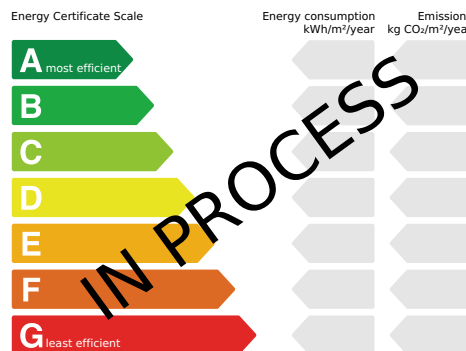 Energy Certificate Scale
Energy consumption
kWh/m²/year
Emission
kg CO₂/m²/year
A most efficient
B
C
D
E
F
G least efficient
IN PROCESS